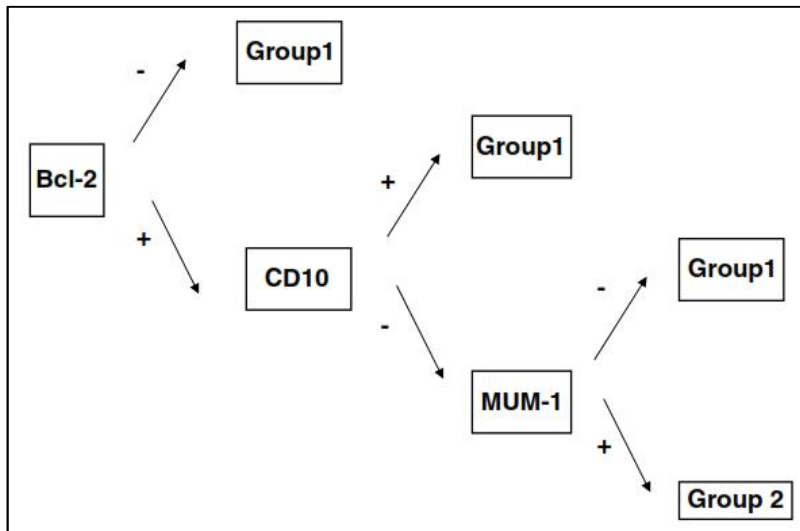 Group1
-
Group1
Bcl-2
+
+
Group1
CD10
-
-
MUM-1
+
Group 2